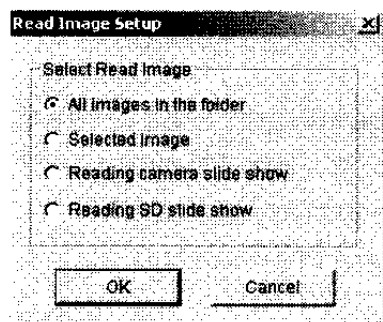 Read Image Setup
Select Read Image
All images in the folder
Selected image
Reading camera slide show
Reading SD slide show
OK
Cancel